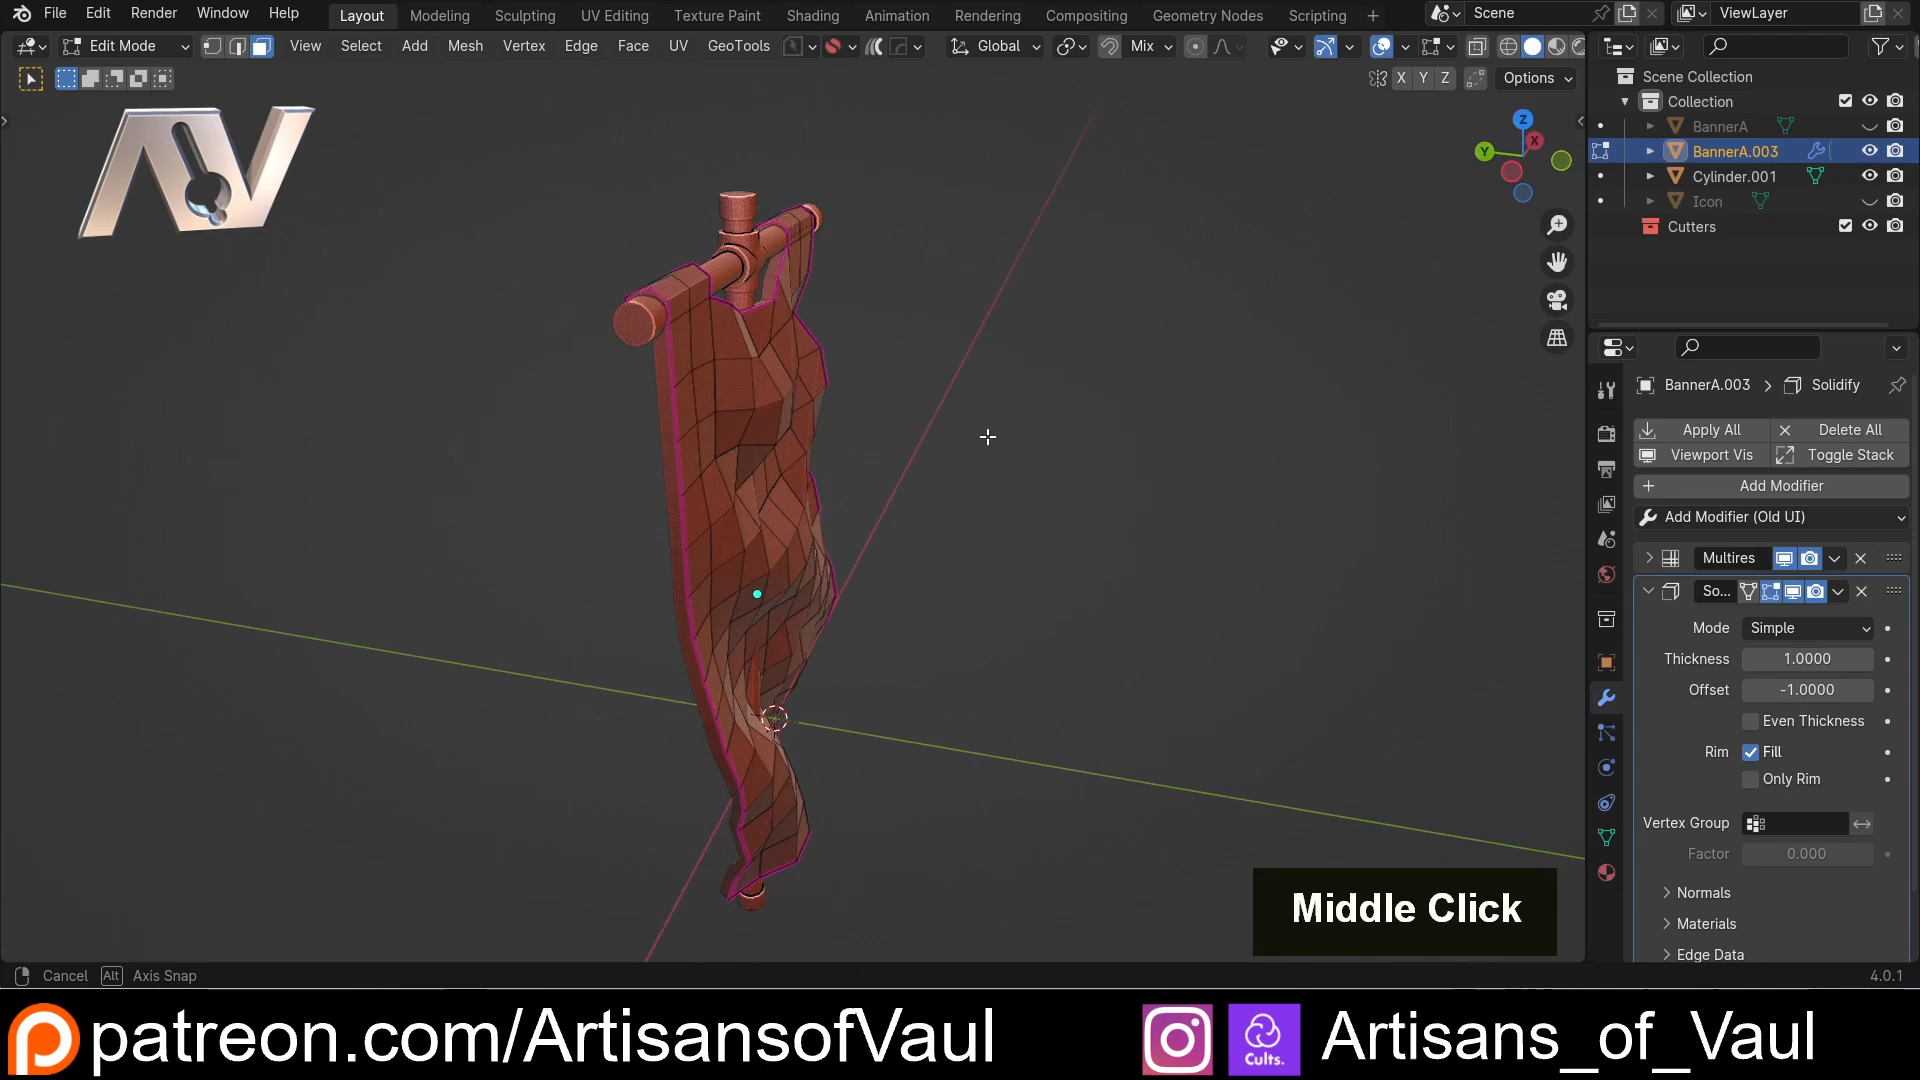 File Edit Render Window Help Layout Modeling Sculpting UV Editing Texture Paint Shading Animation Rendering Compositing Geometry Nodes Scripting + Scene ViewLayer
Edit Mode View Select Add Mesh Vertex Edge Face UV GeoTools Global Mix
X Y Z Options
Scene Collection
Collection
BannerA
BannerA.003
Cylinder.001
Icon
Cutters
Z
X
Y
AV
BannerA.003 > Solidify
Apply All Delete All
Viewport Vis Toggle Stack
Add Modifier
Add Modifier (Old UI)
Multires
So...
Mode Simple
Thickness 1.0000
Offset -1.0000
Even Thickness
Rim Fill
Only Rim
Vertex Group
Factor 0.000
Normals
Materials
Edge Data
Middle Click
Cancel Alt Axis Snap 4.0.1
patreon.com/ArtisansofVaul Cults. Artisans_of_Vaul